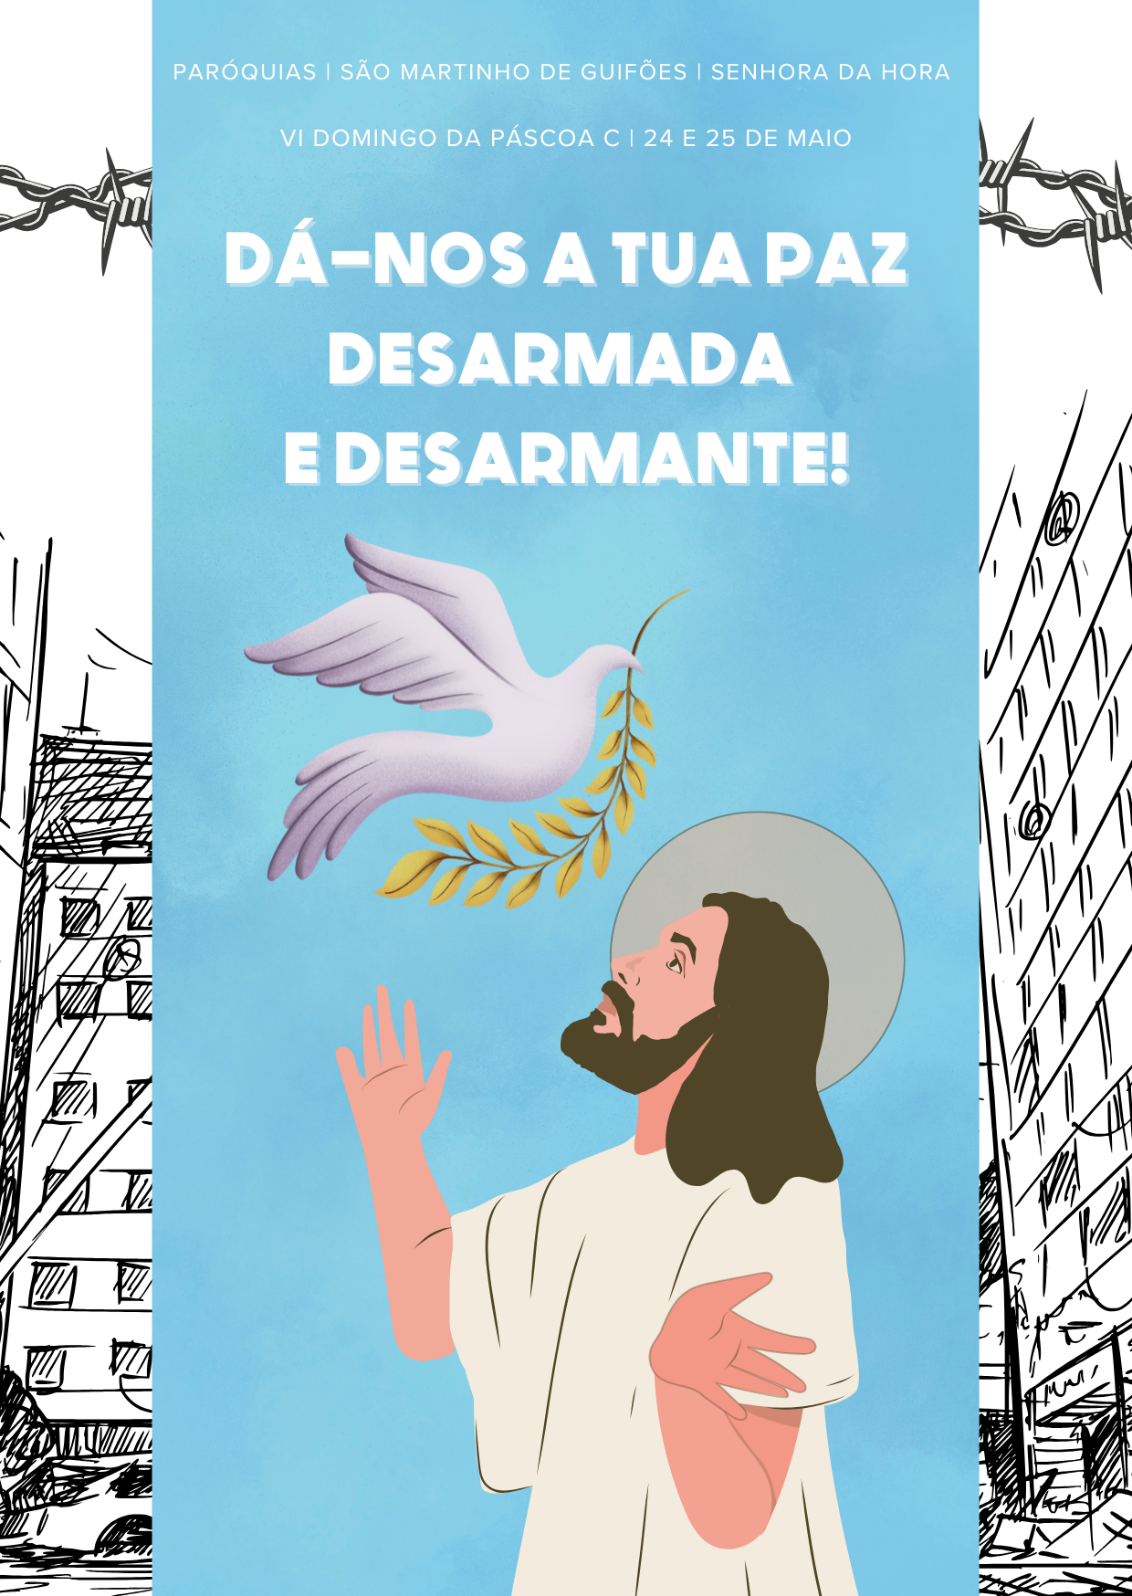 PARÓQUIAS | SÃO MARTINHO DE GUIFÕES | SENHORA DA HORA
VI DOMINGO DA PÁSCOA C | 24 E 25 DE MAIO
DÁ-NOS A TUA PAZ
DESARMADA
E DESARMANTE!